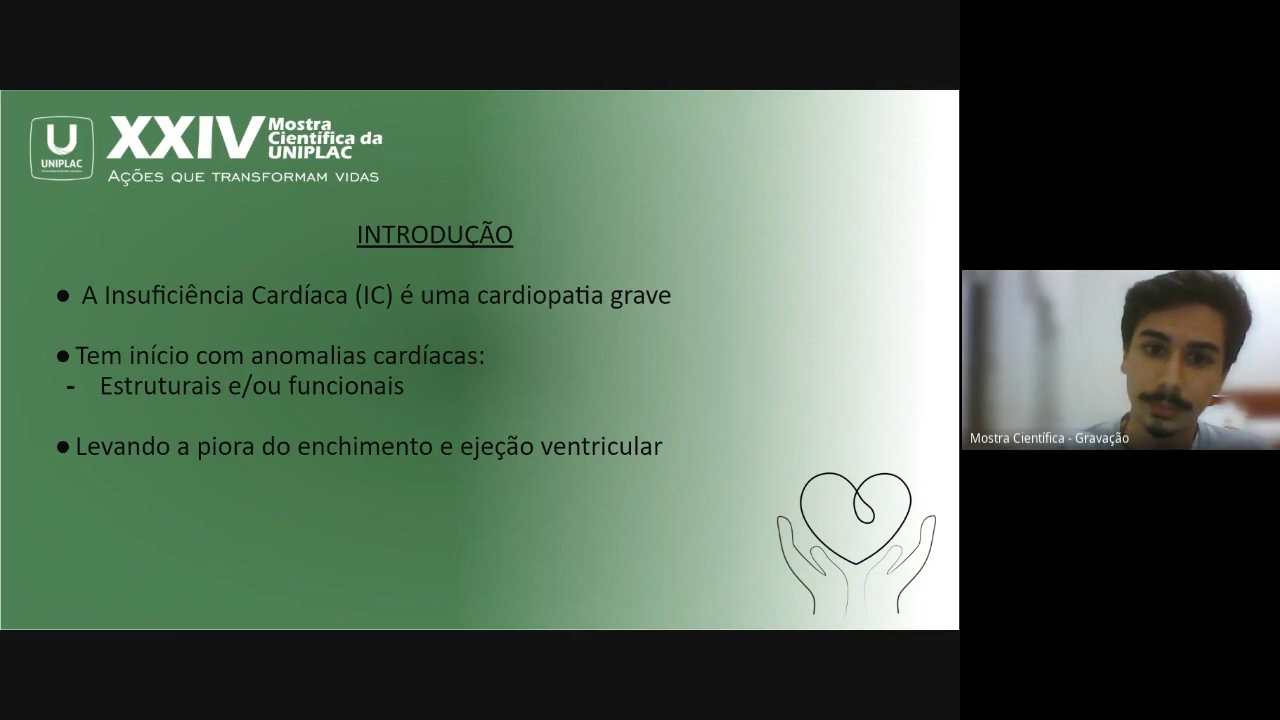 U
UNIPLAC
XXIV
Mostra
Científica da
UNIPLAC
AÇÕES QUE TRANSFORMAM VIDAS
INTRODUÇÃO
● A Insuficiência Cardíaca (IC) é uma cardiopatia grave
● Tem início com anomalias cardíacas:
- Estruturais e/ou funcionais
● Levando a piora do enchimento e ejeção ventricular
Mostra Científica - Gravação